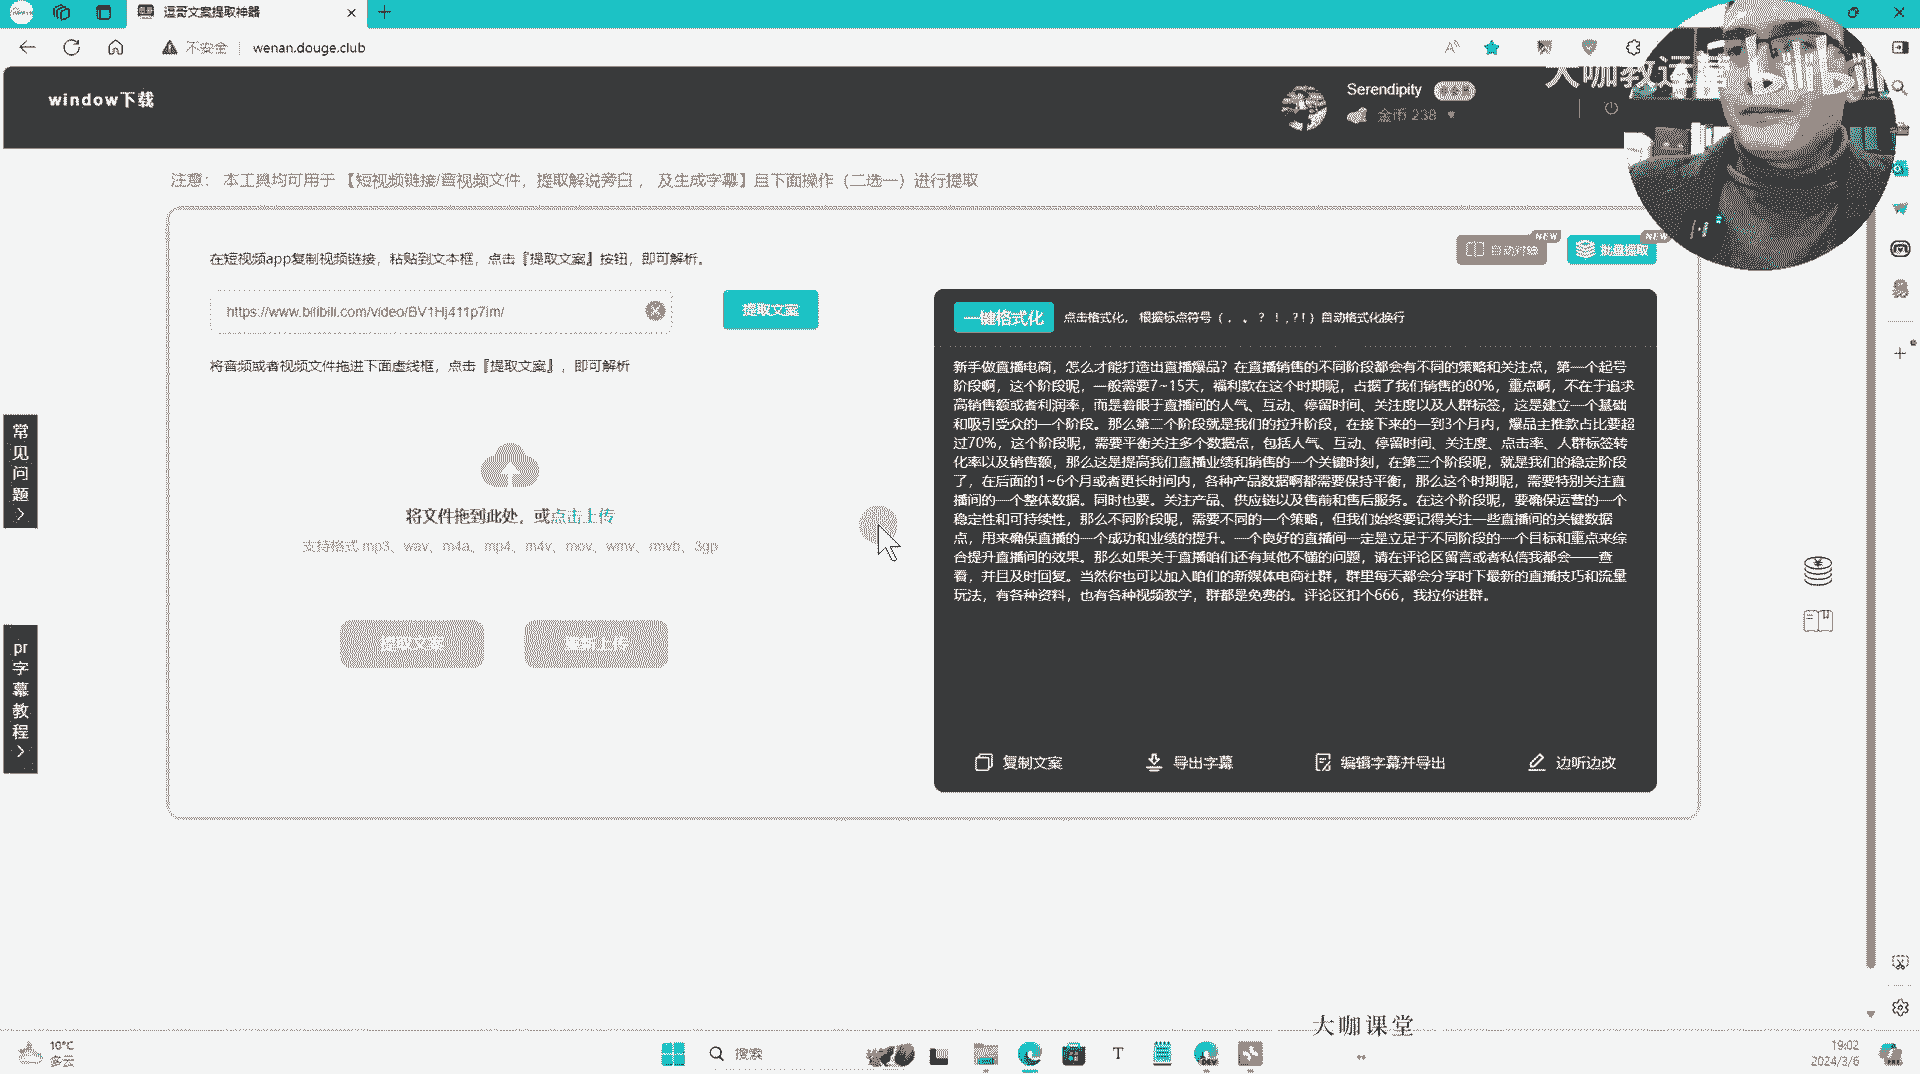 逗哥文案提取神器
不安全
wenan.douge.club
window下载
Serendipity
金币 238
大咖教运营 bilibili
注意： 本工具均可用于 【短视频链接/音视频文件，提取解说旁白 ， 及生成字幕】且下面操作（二选一）进行提取
在短视频app复制视频链接，粘贴到文本框，点击『提取文案』按钮，即可解析。
NEW
NEW
批量提取
https://www.bilibili.com/video/BV1Hj411p7im/
提取文案
一键格式化
点击格式化， 根据标点符号（ 。 ， ？ ！ , ? ! ）自动格式化换行
将音频或者视频文件拖进下面虚线框，点击『提取文案』，即可解析
新手做直播电商，怎么才能打造出直播爆品？在直播销售的不同阶段都会有不同的策略和关注点，第一个起号
阶段啊，这个阶段呢，一般需要7~15天，福利款在这个时期呢，占据了我们销售的80%，重点啊，不在于追求
高销售额或者利润率，而是着眼于直播间的人气、互动、停留时间、关注度以及人群标签，这是建立一个基础
和吸引受众的一个阶段。那么第二个阶段就是我们的拉升阶段，在接下来的一到3个月内，爆品主推款占比要超
过70%，这个阶段呢，需要平衡关注多个数据点，包括人气、互动、停留时间、关注度、点击率、人群标签转
化率以及销售额，那么这是提高我们直播业绩和销售的一个关键时刻，在第三个阶段呢，就是我们的稳定阶段
了，在后面的1~6个月或者更长时间内，各种产品数据啊都需要保持平衡，那么这个时期呢，需要特别关注直
播间的一个整体数据。同时也要。关注产品、供应链以及售前和售后服务。在这个阶段呢，要确保运营的一个
稳定性和可持续性，那么不同阶段呢，需要不同的一个策略，但我们始终要记得关注一些直播间的关键数据
点，用来确保直播的一个成功和业绩的提升。一个良好的直播间一定是立足于不同阶段的一个目标和重点来综
合提升直播间的效果。那么如果关于直播咱们还有其他不懂的问题，请在评论区留言或者私信我都会一一查
看，并且及时回复。当然你也可以加入咱们的新媒体电商社群，群里每天都会分享时下最新的直播技巧和流量
玩法，有各种资料，也有各种视频教学，群都是免费的。评论区扣个666，我拉你进群。
常见问题
将文件拖到此处，或点击上传
支持格式 mp3、wav、m4a、mp4、m4v、mov、wmv、rmvb、3gp
提取文案
重新上传
pr字幕教程
复制文案
导出字幕
编辑字幕并导出
边听边改
大咖课堂
10°C
多云
搜索
19:02
2024/3/6